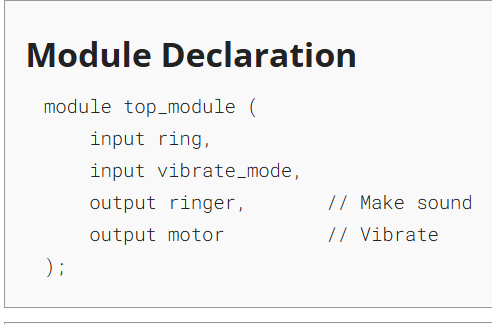 Module Declaration
module top_module (
    input ring,
    input vibrate_mode,
    output ringer,       // Make sound
    output motor         // Vibrate
);